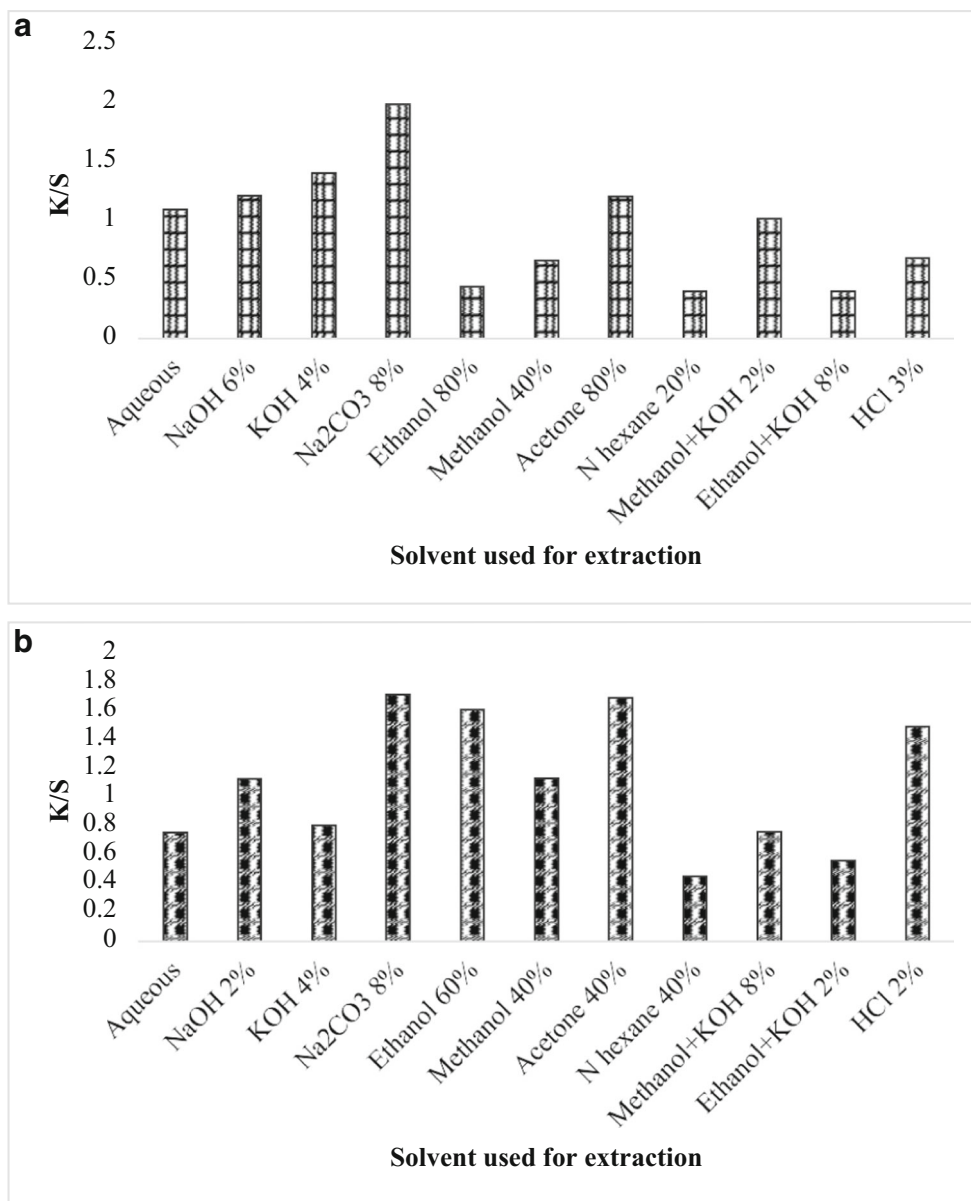 a
2.5
2
1.5
1
0.5
0
K/S
Aqueous
NaOH 6%
KOH 4%
Na2CO3 8%
Ethanol 80%
Methanol 40%
Acetone 80%
N hexane 20%
Methanol+KOH 2%
Ethanol+KOH 8%
HCl 3%
Solvent used for extraction
b
2
1.8
1.6
1.4
1.2
1
0.8
0.6
0.4
0.2
0
K/S
Aqueous
NaOH 2%
KOH 4%
Na2CO3 8%
Ethanol 60%
Methanol 40%
Acetone 40%
N hexane 40%
Methanol+KOH 8%
Ethanol+KOH 2%
HCl 2%
Solvent used for extraction